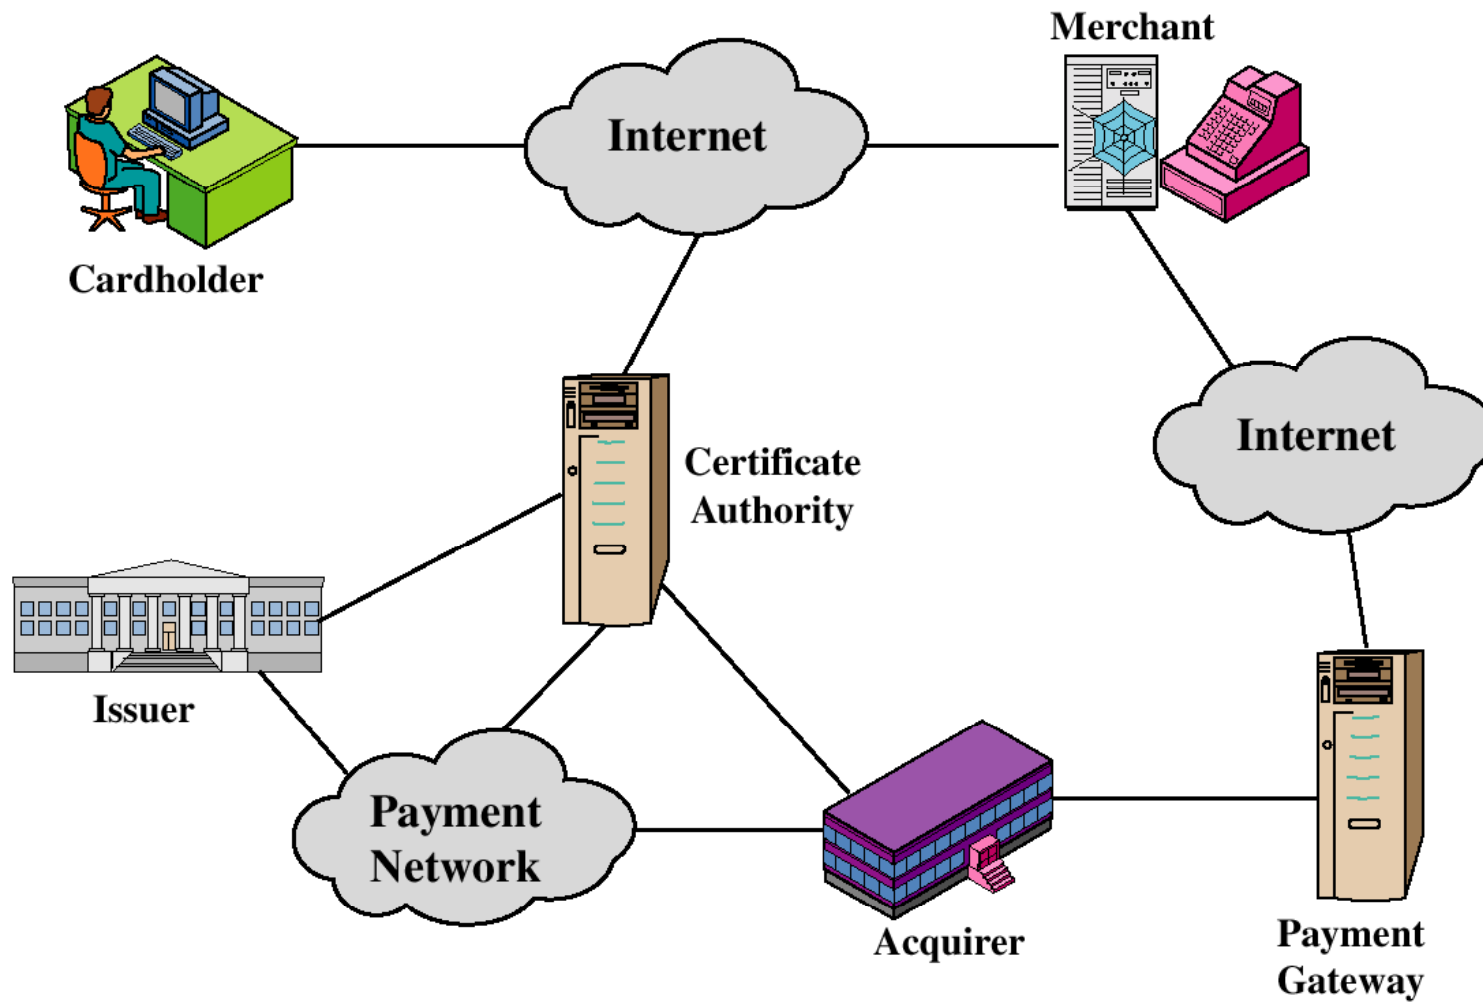 Merchant
Internet
Cardholder
Internet
Certificate
Authority
Issuer
Payment
Network
Acquirer
Payment
Gateway